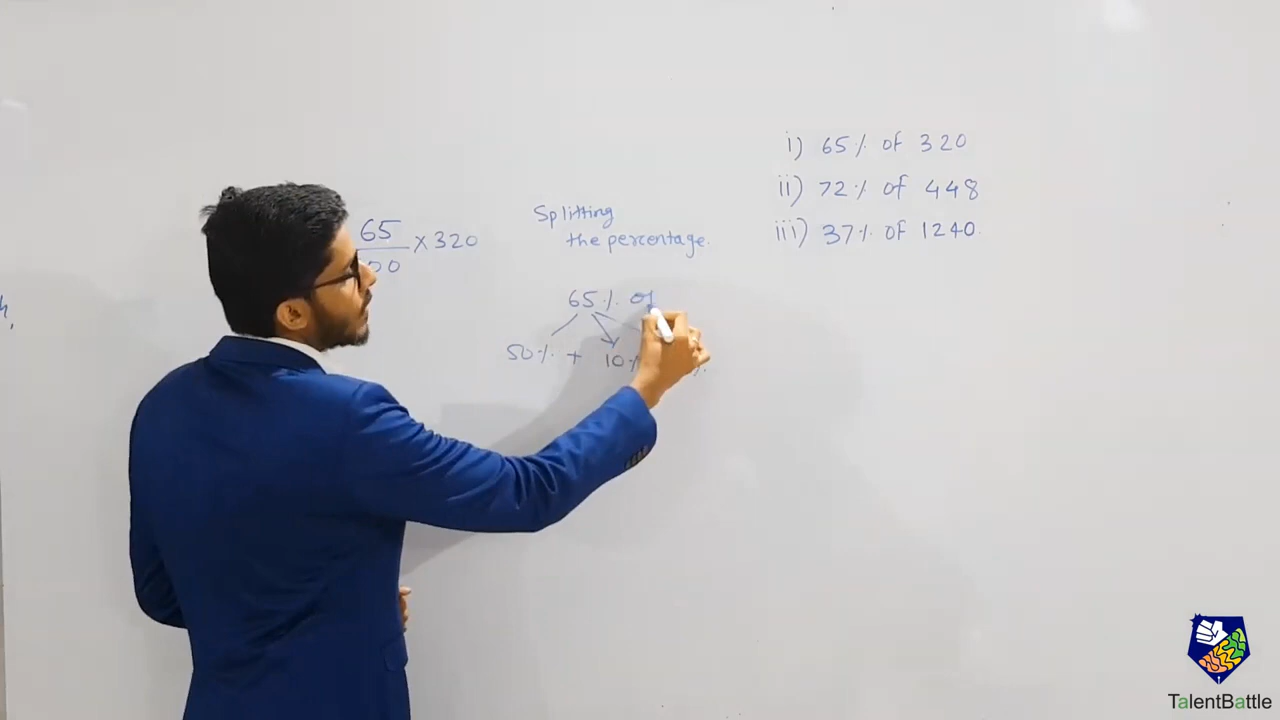 65
00 × 320
Splitting
the percentage.
65% of
50% + 10%
i) 65% of 320
ii) 72% of 448
iii) 37% of 1240.
TalentBattle